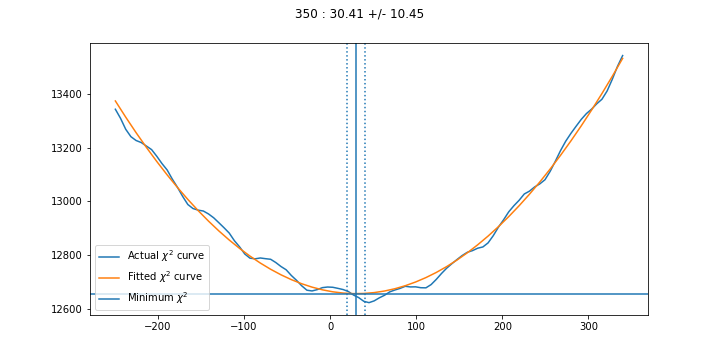 350 : 30.41 +/- 10.45
13400
13200
13000
12800
12600
Actual χ² curve
Fitted χ² curve
Minimum χ²
−200 −100 0 100 200 300